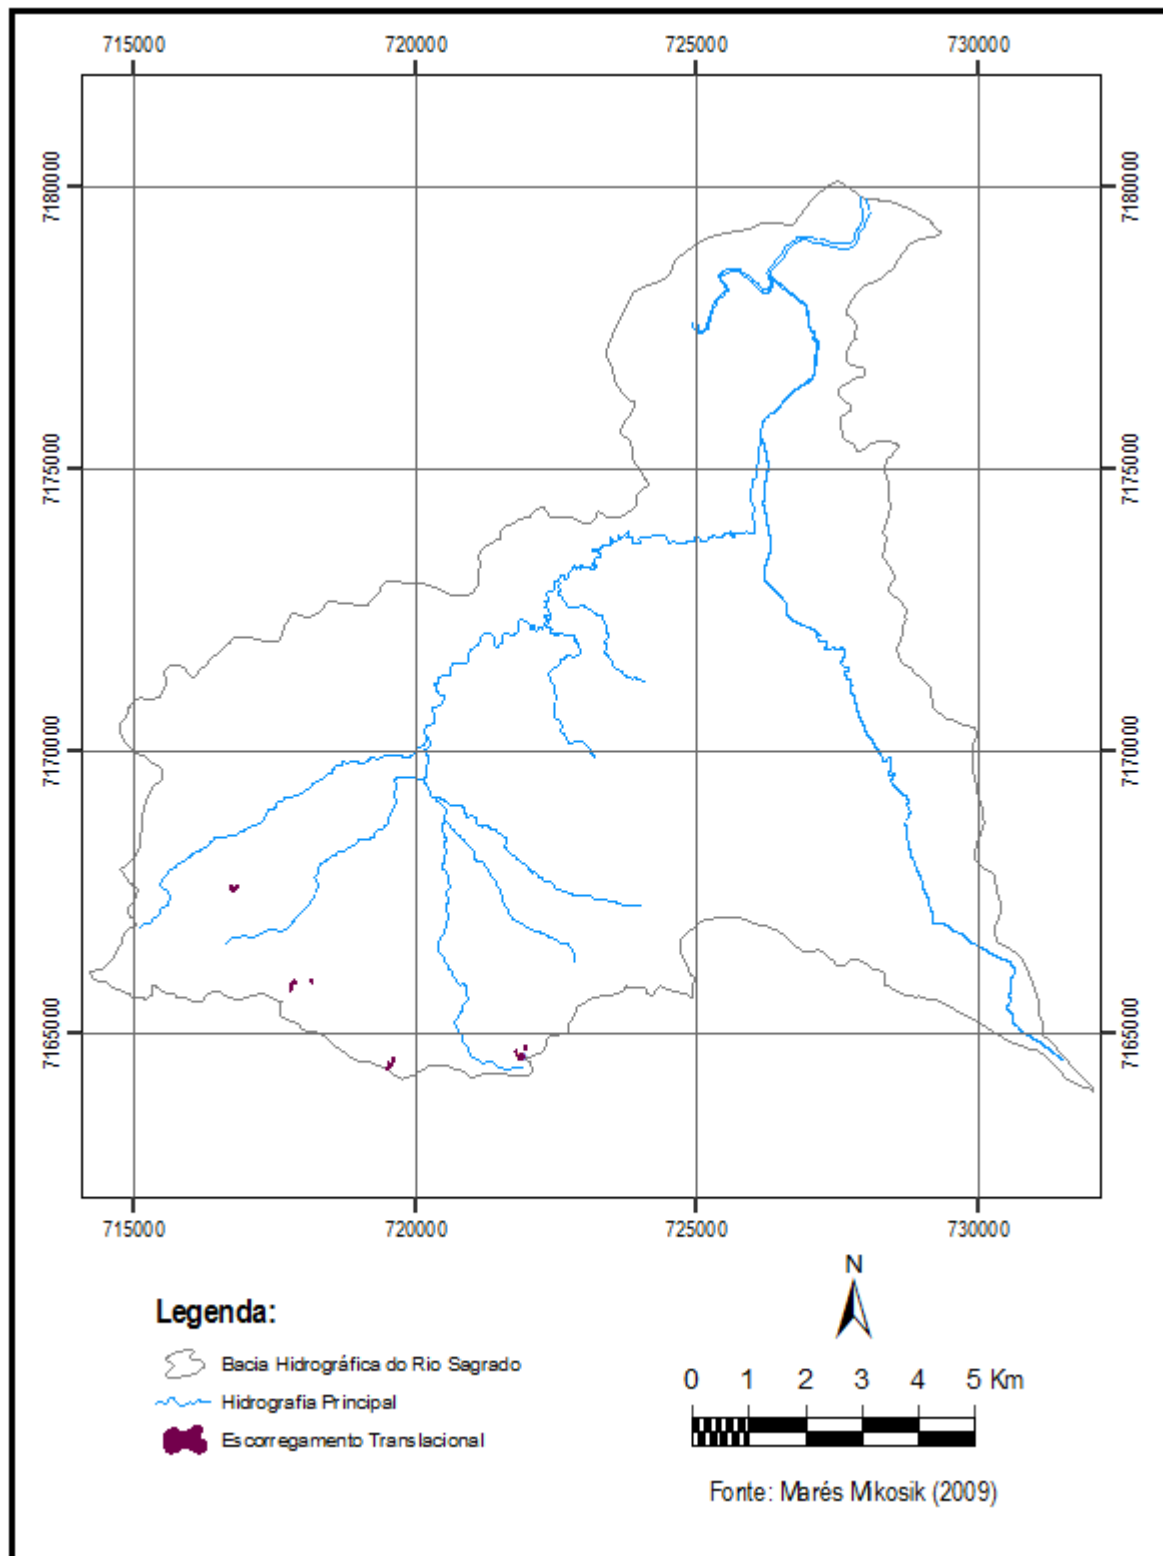 715000 720000 725000 730000
7180000 7180000
7175000 7175000
7170000 7170000
7165000 7165000
715000 720000 725000 730000
N
Legenda:
Bacia Hidrográfica do Rio Sagrado
Hidrografia Principal
Escorregamento Translacional
0 1 2 3 4 5 Km
Fonte: Marés Mikosik (2009)